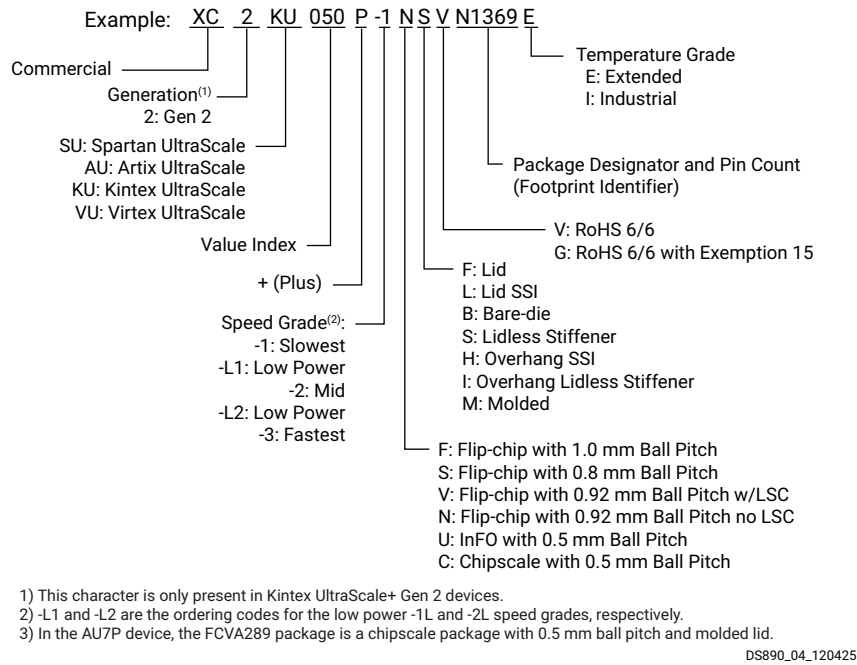 Example: XC 2 KU 050 P -1 N S V N1369 E
Commercial
Generation(1)
2: Gen 2
SU: Spartan UltraScale
AU: Artix UltraScale
KU: Kintex UltraScale
VU: Virtex UltraScale
Value Index
+ (Plus)
Speed Grade(2):
-1: Slowest
-L1: Low Power
-2: Mid
-L2: Low Power
-3: Fastest
Temperature Grade
E: Extended
I: Industrial
Package Designator and Pin Count
(Footprint Identifier)
V: RoHS 6/6
G: RoHS 6/6 with Exemption 15
F: Lid
L: Lid SSI
B: Bare-die
S: Lidless Stiffener
H: Overhang SSI
I: Overhang Lidless Stiffener
M: Molded
F: Flip-chip with 1.0 mm Ball Pitch
S: Flip-chip with 0.8 mm Ball Pitch
V: Flip-chip with 0.92 mm Ball Pitch w/LSC
N: Flip-chip with 0.92 mm Ball Pitch no LSC
U: InFO with 0.5 mm Ball Pitch
C: Chipscale with 0.5 mm Ball Pitch
1) This character is only present in Kintex UltraScale+ Gen 2 devices.
2) -L1 and -L2 are the ordering codes for the low power -1L and -2L speed grades, respectively.
3) In the AU7P device, the FCVA289 package is a chipscale package with 0.5 mm ball pitch and molded lid.
DS890_04_120425